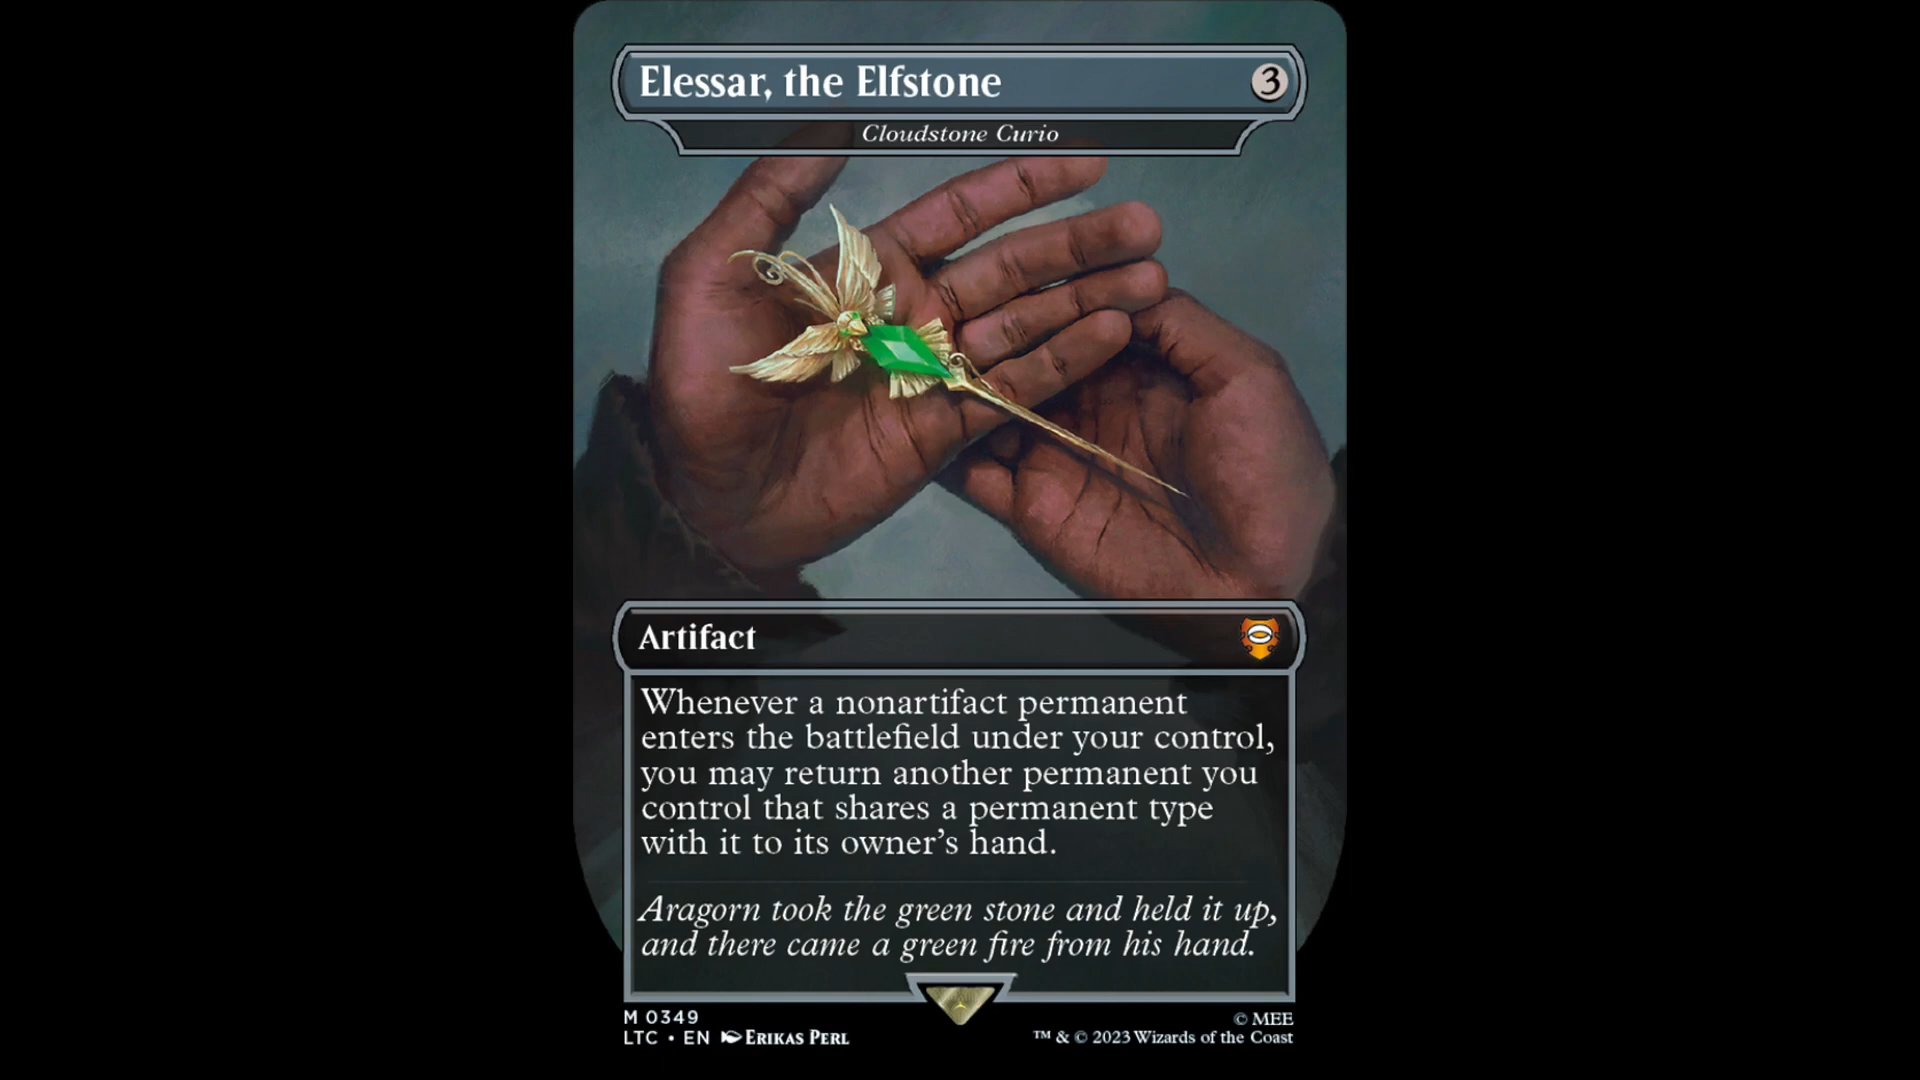 Elessar, the Elfstone 3
Cloudstone Curio
Artifact
Whenever a nonartifact permanent
enters the battlefield under your control,
you may return another permanent you
control that shares a permanent type
with it to its owner's hand.
Aragorn took the green stone and held it up,
and there came a green fire from his hand.
M 0349
LTC • EN ERIKAS PERL
© MEE
™ & © 2023 Wizards of the Coast